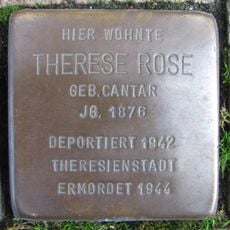 HIER WOHNTE
THERESE ROSE
GEB. CANTAR
JG. 1876
DEPORTIERT 1942
THERESIENSTADT
ERMORDET 1944